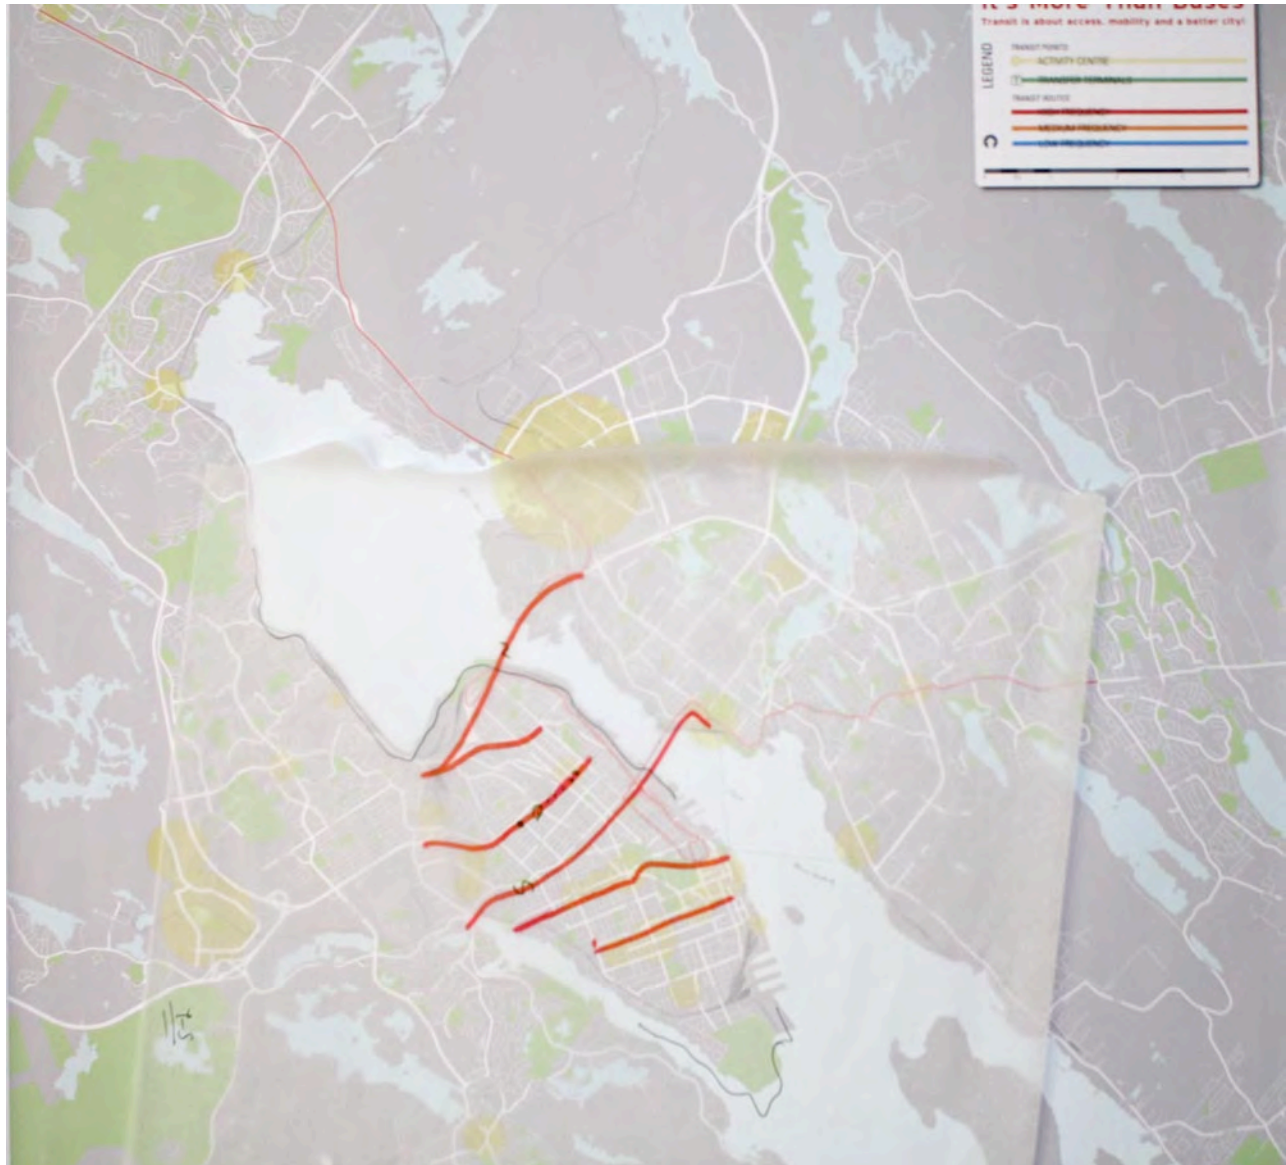 It's More Than Buses
Transit is about access, mobility and a better city!
LEGEND
TRANSIT POINTS
ACTIVITY CENTRE
TRANSFER TERMINALS
TRANSIT ROUTES
HIGH FREQUENCY
MEDIUM FREQUENCY
LOW FREQUENCY